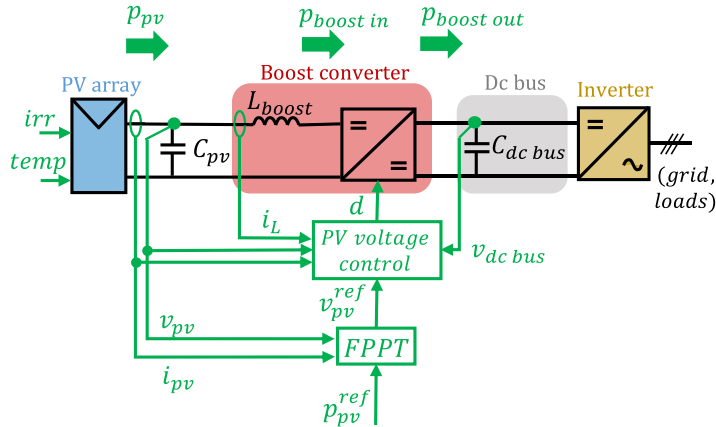 p_pv
p_boost in
p_boost out
PV array
Boost converter
Dc bus
Inverter
L_boost
irr
temp
C_pv
C_dc bus
(grid,
loads)
d
i_L
PV voltage
control
v_dc bus
v_pv^ref
v_pv
FPPT
i_pv
p_pv^ref